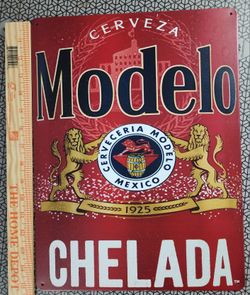 CERVEZA
Modelo
CERVECERIA MODELO
MEXICO
1925
CHELADA
THE HOME DEPOT